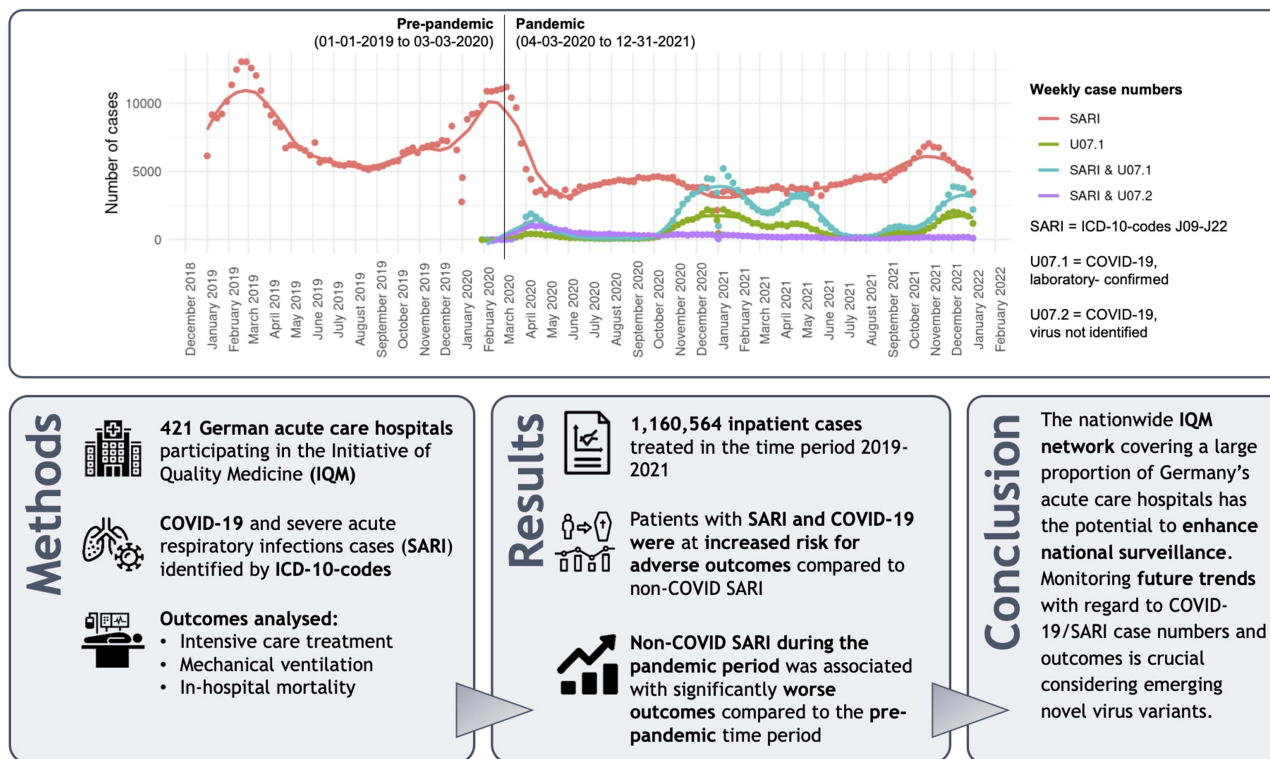 Pre-pandemic
(01-01-2019 to 03-03-2020)
Pandemic
(04-03-2020 to 12-31-2021)
Number of cases
10000
5000
0
December 2018
January 2019
February 2019
March 2019
April 2019
May 2019
June 2019
July 2019
August 2019
September 2019
October 2019
November 2019
December 2019
January 2020
February 2020
March 2020
April 2020
May 2020
June 2020
July 2020
August 2020
September 2020
October 2020
November 2020
December 2020
January 2021
February 2021
March 2021
April 2021
May 2021
June 2021
July 2021
August 2021
September 2021
October 2021
November 2021
December 2021
January 2022
February 2022
Weekly case numbers
SARI
U07.1
SARI & U07.1
SARI & U07.2
SARI = ICD-10-codes J09-J22
U07.1 = COVID-19,
laboratory- confirmed
U07.2 = COVID-19,
virus not identified
Methods
421 German acute care hospitals
participating in the Initiative of
Quality Medicine (IQM)
COVID-19 and severe acute
respiratory infections cases (SARI)
identified by ICD-10-codes
Outcomes analysed:
• Intensive care treatment
• Mechanical ventilation
• In-hospital mortality
Results
1,160,564 inpatient cases
treated in the time period 2019-
2021
Patients with SARI and COVID-19
were at increased risk for
adverse outcomes compared to
non-COVID SARI
Non-COVID SARI during the
pandemic period was associated
with significantly worse
outcomes compared to the pre-
pandemic time period
Conclusion
The nationwide IQM
network covering a large
proportion of Germany's
acute care hospitals has
the potential to enhance
national surveillance.
Monitoring future trends
with regard to COVID-
19/SARI case numbers and
outcomes is crucial
considering emerging
novel virus variants.